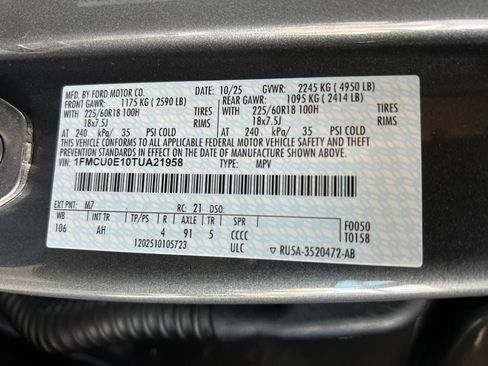 MFD. BY FORD MOTOR CO. DATE: 10/25 GVWR: 2245 KG ( 4950 LB)
FRONT GAWR: 1175 KG ( 2590 LB) REAR GAWR: 1095 KG ( 2414 LB)
WITH 225/60R18 100H TIRES WITH 225/60R18 100H TIRES
18x7.5J RIMS 18x7.5J RIMS
AT 240 kPa/ 35 PSI COLD AT 240 kPa/ 35 PSI COLD
THIS VEHICLE CONFORMS TO ALL APPLICABLE FEDERAL MOTOR VEHICLE SAFETY AND THEFT PREVENTION STANDARDS IN EFFECT ON THE
DATE OF MANUFACTURE SHOWN ABOVE.
VIN: 1FMCU0E10TUA21958 TYPE: MPV
EXT PNT: M7 RC: 21 DSO:
WB INT TR TP/PS R AXLE TR SPR F0050
106 AH 4 91 5 CCCC T0158
1202510105723 ULC ▽ RU5A-3520472-AB